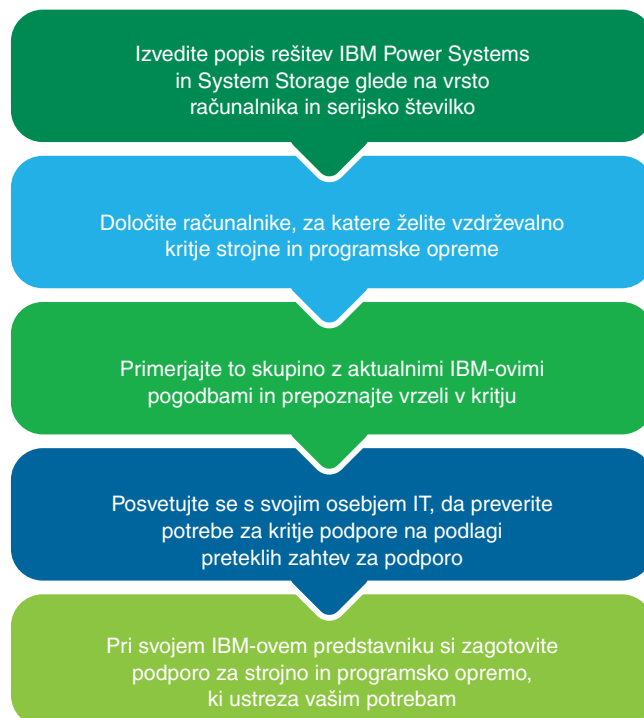 Izvedite popis rešitev IBM Power Systems
in System Storage glede na vrsto
računalnika in serijsko številko
Določite računalnike, za katere želite vzdrževalno
kritje strojne in programske opreme
Primerjajte to skupino z aktualnimi IBM-ovimi
pogodbami in prepoznajte vrzeli v kritju
Posvetujte se s svojim osebjem IT, da preverite
potrebe za kritje podpore na podlagi
preteklih zahtev za podporo
Pri svojem IBM-ovem predstavniku si zagotovite
podporo za strojno in programsko opremo,
ki ustreza vašim potrebam